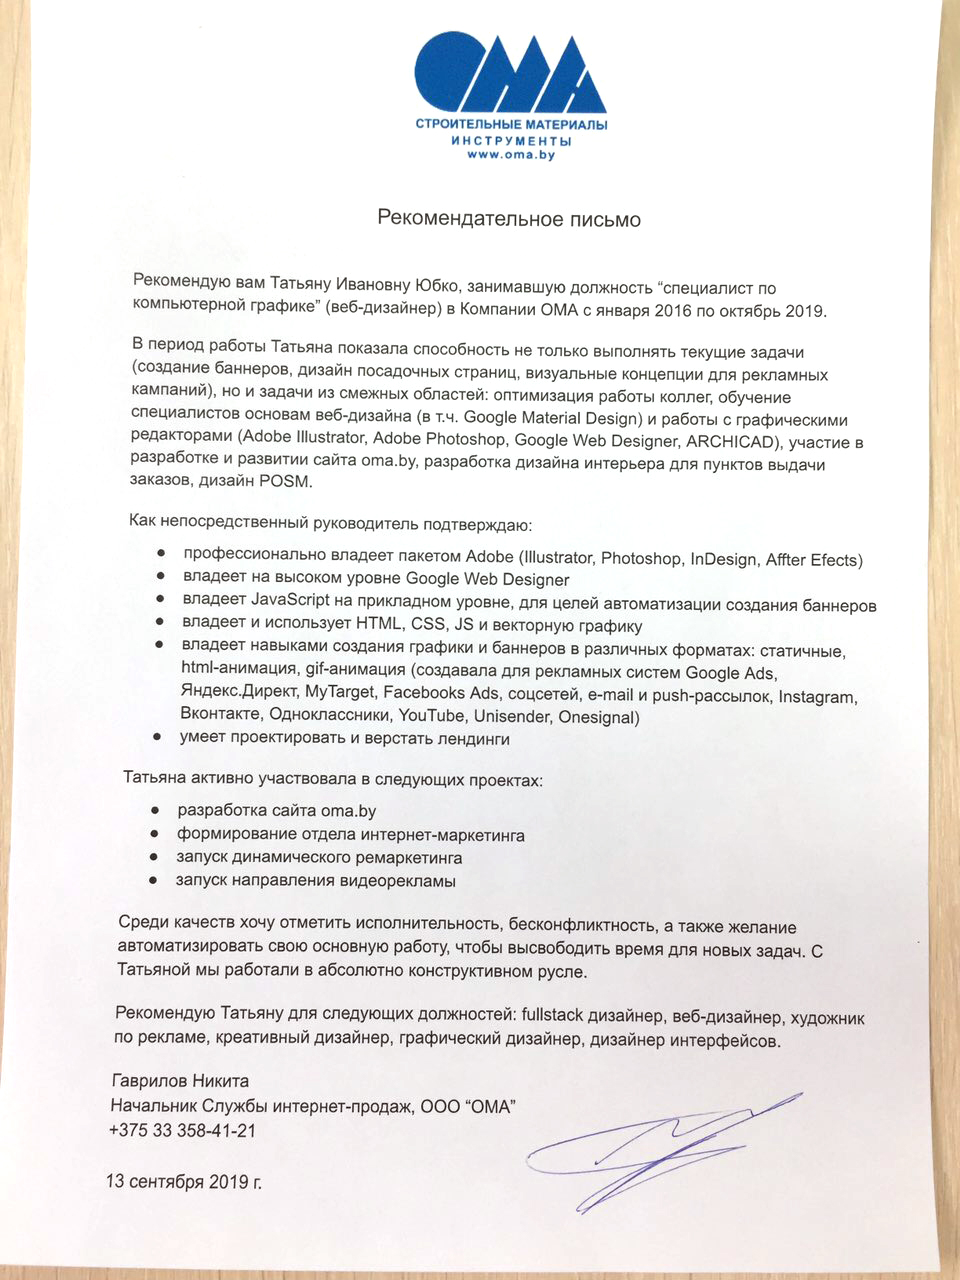 ОМА
СТРОИТЕЛЬНЫЕ МАТЕРИАЛЫ
ИНСТРУМЕНТЫ
www.oma.by
Рекомендательное письмо
Рекомендую вам Татьяну Ивановну Юбко, занимавшую должность “специалист по
компьютерной графике” (веб-дизайнер) в Компании ОМА с января 2016 по октябрь 2019.
В период работы Татьяна показала способность не только выполнять текущие задачи
(создание баннеров, дизайн посадочных страниц, визуальные концепции для рекламных
кампаний), но и задачи из смежных областей: оптимизация работы коллег, обучение
специалистов основам веб-дизайна (в т.ч. Google Material Design) и работы с графическими
редакторами (Adobe Illustrator, Adobe Photoshop, Google Web Designer, ARCHICAD), участие в
разработке и развитии сайта oma.by, разработка дизайна интерьера для пунктов выдачи
заказов, дизайн POSM.
Как непосредственный руководитель подтверждаю:
● профессионально владеет пакетом Adobe (Illustrator, Photoshop, InDesign, Affter Efects)
● владеет на высоком уровне Google Web Designer
● владеет JavaScript на прикладном уровне, для целей автоматизации создания баннеров
● владеет и использует HTML, CSS, JS и векторную графику
● владеет навыками создания графики и баннеров в различных форматах: статичные,
html-анимация, gif-анимация (создавала для рекламных систем Google Ads,
Яндекс.Директ, MyTarget, Facebooks Ads, соцсетей, e-mail и push-рассылок, Instagram,
Вконтакте, Одноклассники, YouTube, Unisender, Onesignal)
● умеет проектировать и верстать лендинги
Татьяна активно участвовала в следующих проектах:
● разработка сайта oma.by
● формирование отдела интернет-маркетинга
● запуск динамического ремаркетинга
● запуск направления видеорекламы
Среди качеств хочу отметить исполнительность, бесконфликтность, а также желание
автоматизировать свою основную работу, чтобы высвободить время для новых задач. С
Татьяной мы работали в абсолютно конструктивном русле.
Рекомендую Татьяну для следующих должностей: fullstack дизайнер, веб-дизайнер, художник
по рекламе, креативный дизайнер, графический дизайнер, дизайнер интерфейсов.
Гаврилов Никита
Начальник Службы интернет-продаж, ООО “ОМА”
+375 33 358-41-21
13 сентября 2019 г.